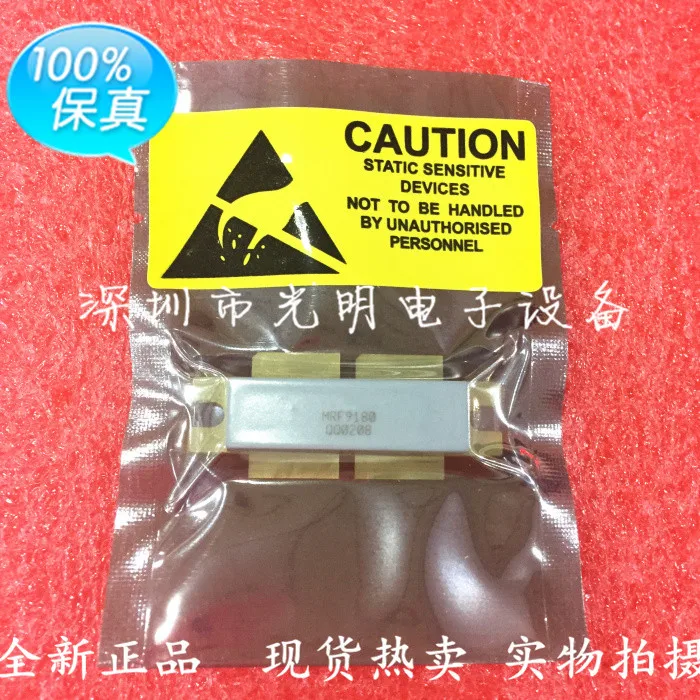 100%
保真
CAUTION
STATIC SENSITIVE
DEVICES
NOT TO BE HANDLED
BY UNAUTHORISED
PERSONNEL
深圳市光明电子设备
MRF9180
QQ0208
全新正品 现货热卖 实物拍摄